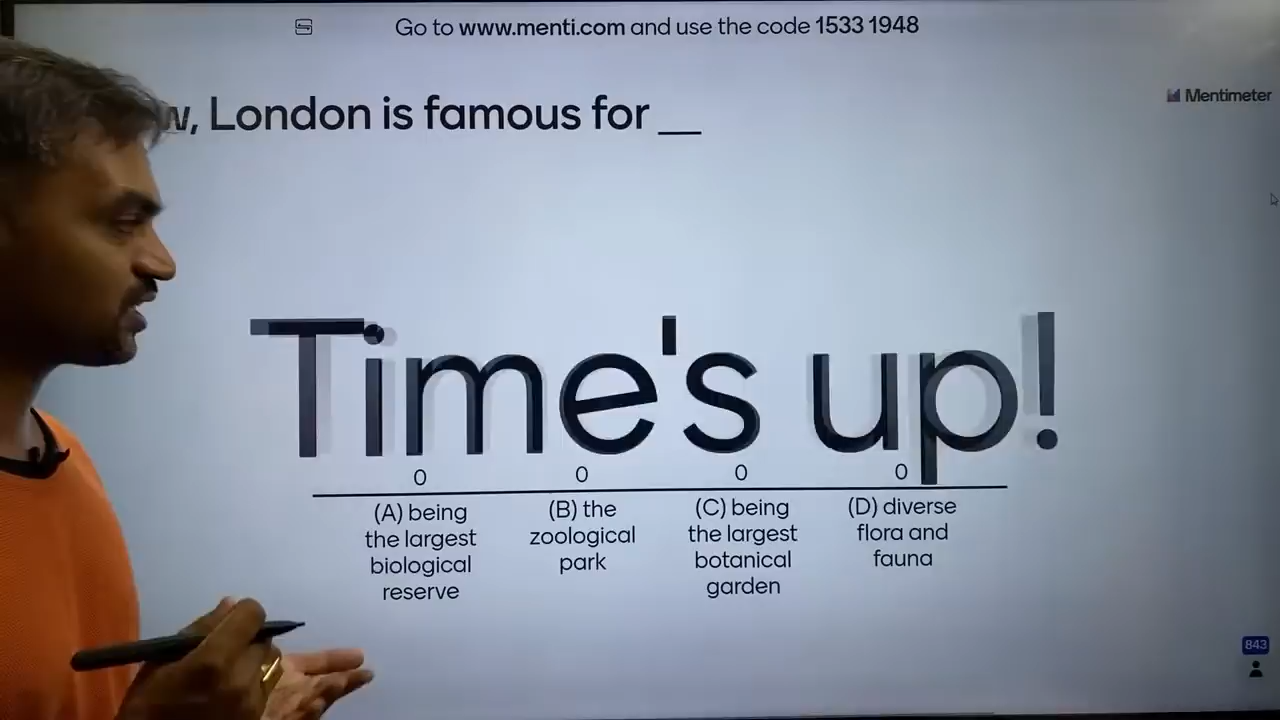 Go to www.menti.com and use the code 1533 1948
Mentimeter
London is famous for __
Time's up!
0 0 0 0
(A) being
the largest
biological
reserve
(B) the
zoological
park
(C) being
the largest
botanical
garden
(D) diverse
flora and
fauna
843